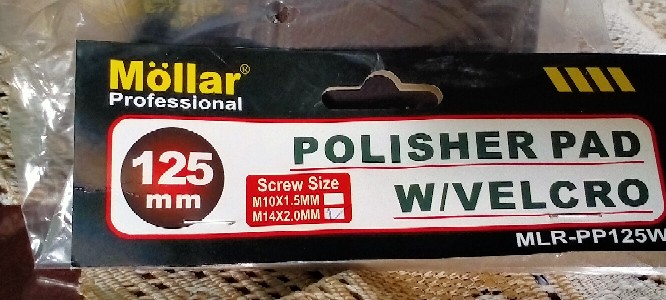 Möllar®
Professional
125
mm
POLISHER PAD
W/VELCRO
Screw Size
M10X1.5MM
M14X2.0MM
MLR-PP125W